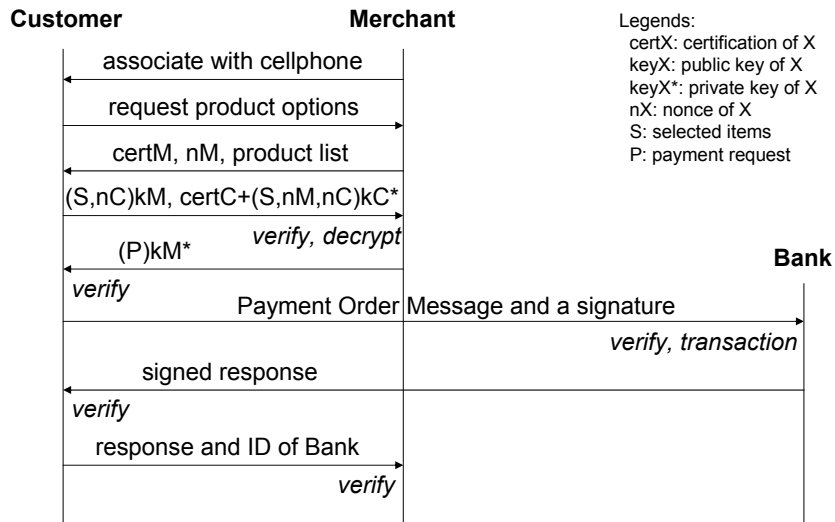 Customer
Merchant
Legends:
certX: certification of X
keyX: public key of X
keyX*: private key of X
nX: nonce of X
S: selected items
P: payment request
associate with cellphone
request product options
certM, nM, product list
(S,nC)kM, certC+(S,nM,nC)kC*
verify, decrypt
(P)kM*
verify
Bank
Payment Order Message and a signature
verify, transaction
signed response
verify
response and ID of Bank
verify